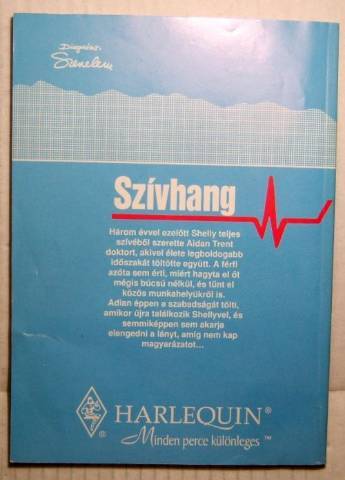 Diagnózis:
Szerelem
Szívhang
Három évvel ezelőtt Shelly teljes
szívéből szerette Aidan Trent
doktort, akivel élete legboldogabb
időszakát töltötte együtt. A férfi
azóta sem érti, miért hagyta el őt
mégis búcsú nélkül, és tűnt el
közös munkahelyükről is.
Adian éppen a szabadságát tölti,
amikor újra találkozik Shellyvel, és
semmiképpen sem akarja
elengedni a lányt, amíg nem kap
magyarázatot...
HARLEQUIN®
®
Minden perce különleges ™